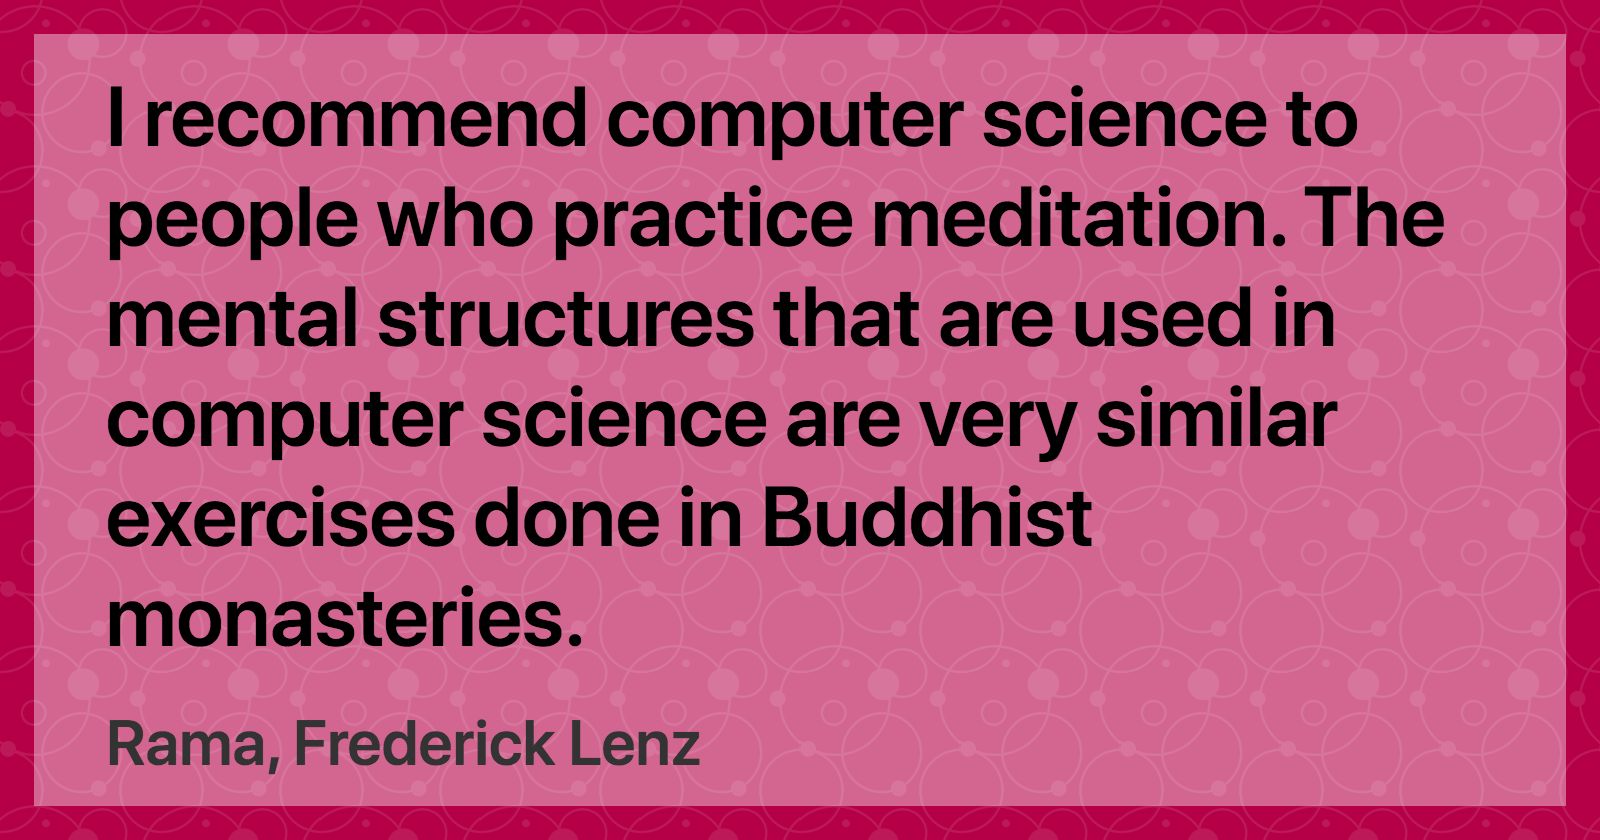 I recommend computer science to
people who practice meditation. The
mental structures that are used in
computer science are very similar
exercises done in Buddhist
monasteries.
Rama, Frederick Lenz